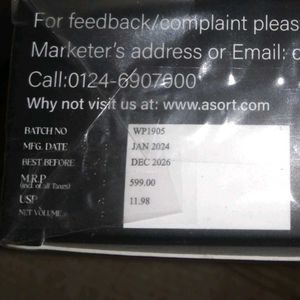 For feedback/complaint pleas
Marketer's address or Email: c
Call:0124-6907600
Why not visit us at: www.asort.com
BATCH NO WP1905
MFG. DATE JAN 2024
BEST BEFORE DEC 2026
M.R.P 599.00
(incl. of all Taxes)
USP 11.98
NET VOLUME